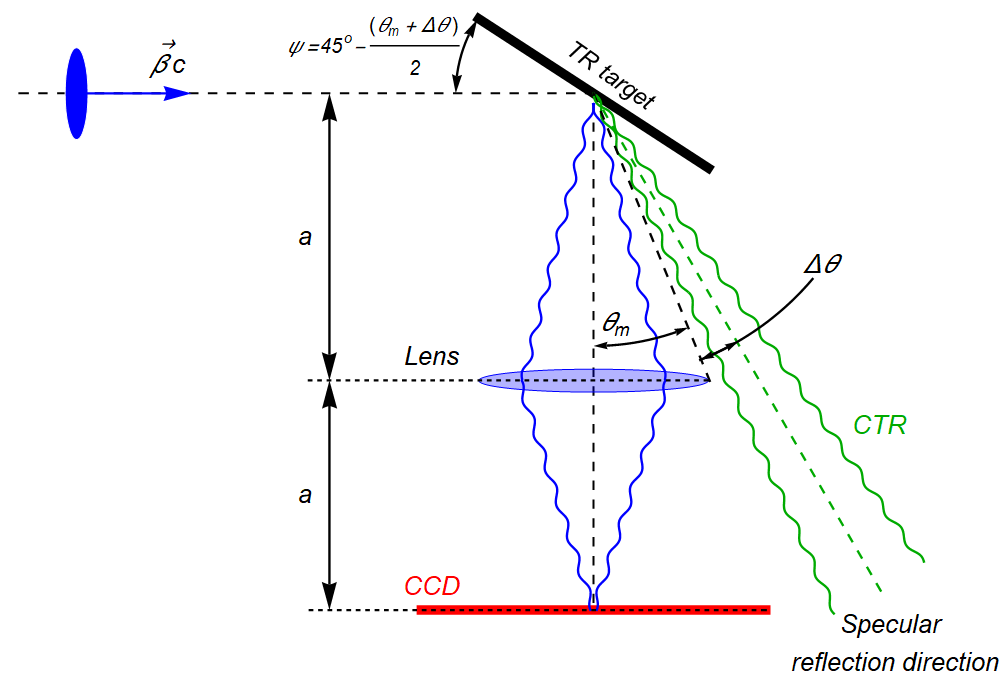 ψ =45° − (θm + Δθ)
2
β⃗ c
TR target
a
Δθ
θm
Lens
CTR
a
CCD
Specular
reflection direction